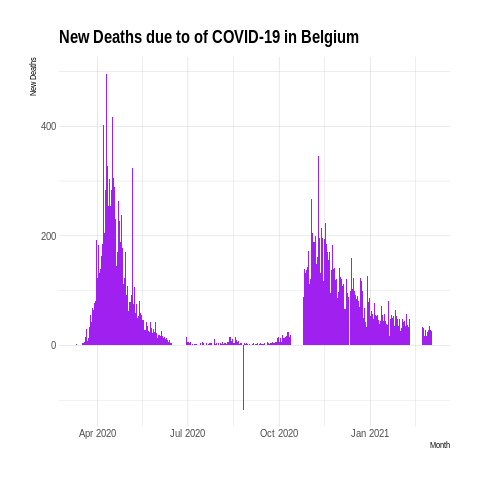 New Deaths due to of COVID-19 in Belgium
New Deaths
400
200
0
Apr 2020
Jul 2020
Oct 2020
Jan 2021
Month